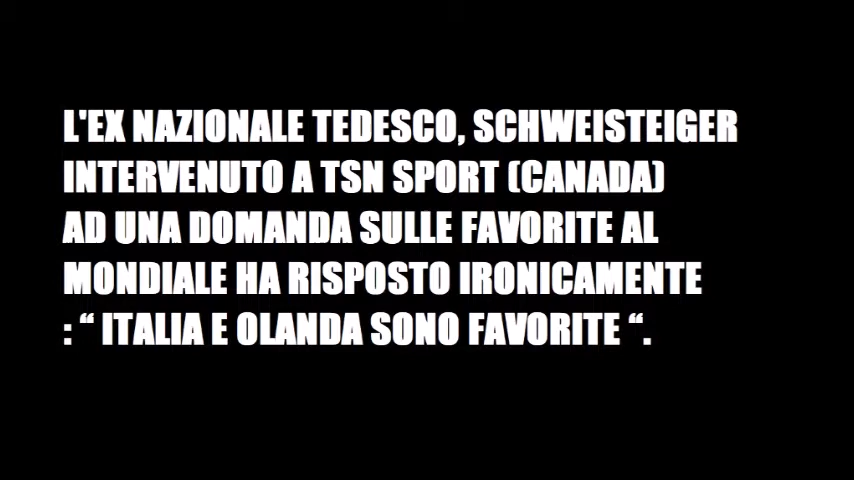 L'EX NAZIONALE TEDESCO, SCHWEISTEIGER
INTERVENUTO A TSN SPORT (CANADA)
AD UNA DOMANDA SULLE FAVORITE AL
MONDIALE HA RISPOSTO IRONICAMENTE
: “ ITALIA E OLANDA SONO FAVORITE “.